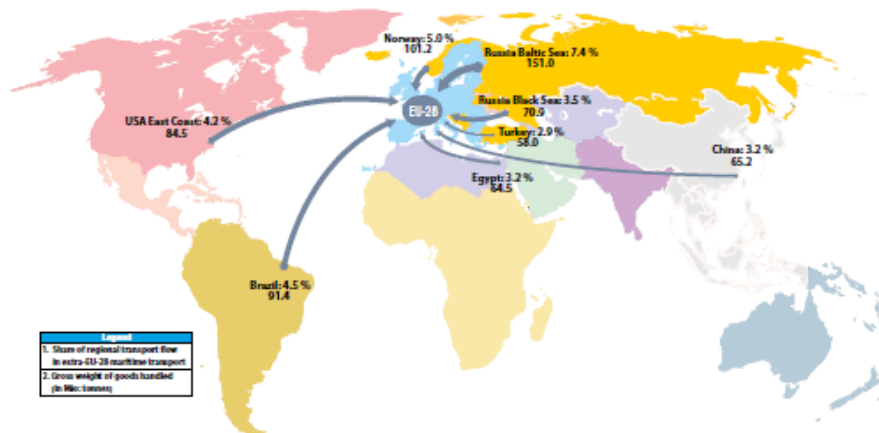 Norway: 5.0 %
101.2
Russia Baltic Sea: 7.4 %
151.0
EU-28
Russia Black Sea: 3.5 %
70.9
USA East Coast: 4.2 %
84.5
Turkey: 2.9 %
58.0
China: 3.2 %
65.2
Egypt: 3.2 %
64.5
Brazil: 4.5 %
91.4
Legend
1. Share of regional transport flow
in extra-EU-28 maritime transport
2. Gross weight of goods handled
(in Mio: tonnes)